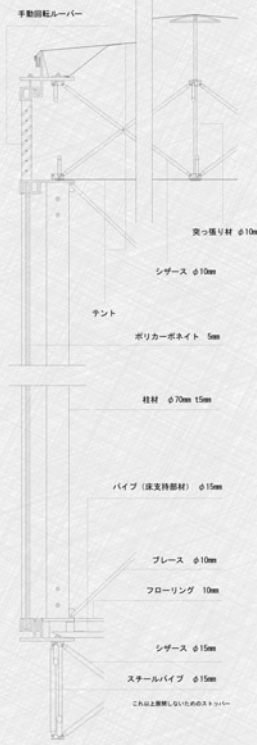 手動回転ルーバー
突っ張り材 φ10mm
シザース φ10mm
テント
ポリカーボネイト 5mm
柱材 φ70mm t5mm
パイプ（床支持部材） φ15mm
ブレース φ10mm
フローリング 10mm
シザース φ15mm
スチールパイプ φ15mm
これ以上展開しないためのストッパー